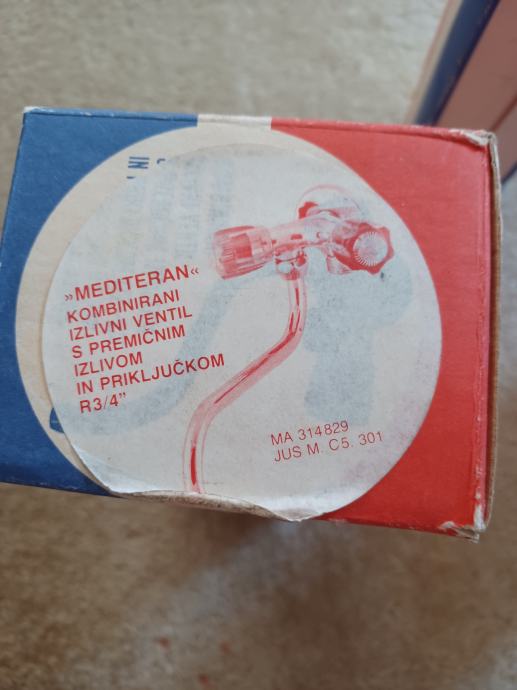 »MEDITERAN«
KOMBINIRANI
IZLIVNI VENTIL
S PREMIČNIM
IZLIVOM
IN PRIKLJUČKOM
R3/4”
MA 314829
JUS M. C5. 301